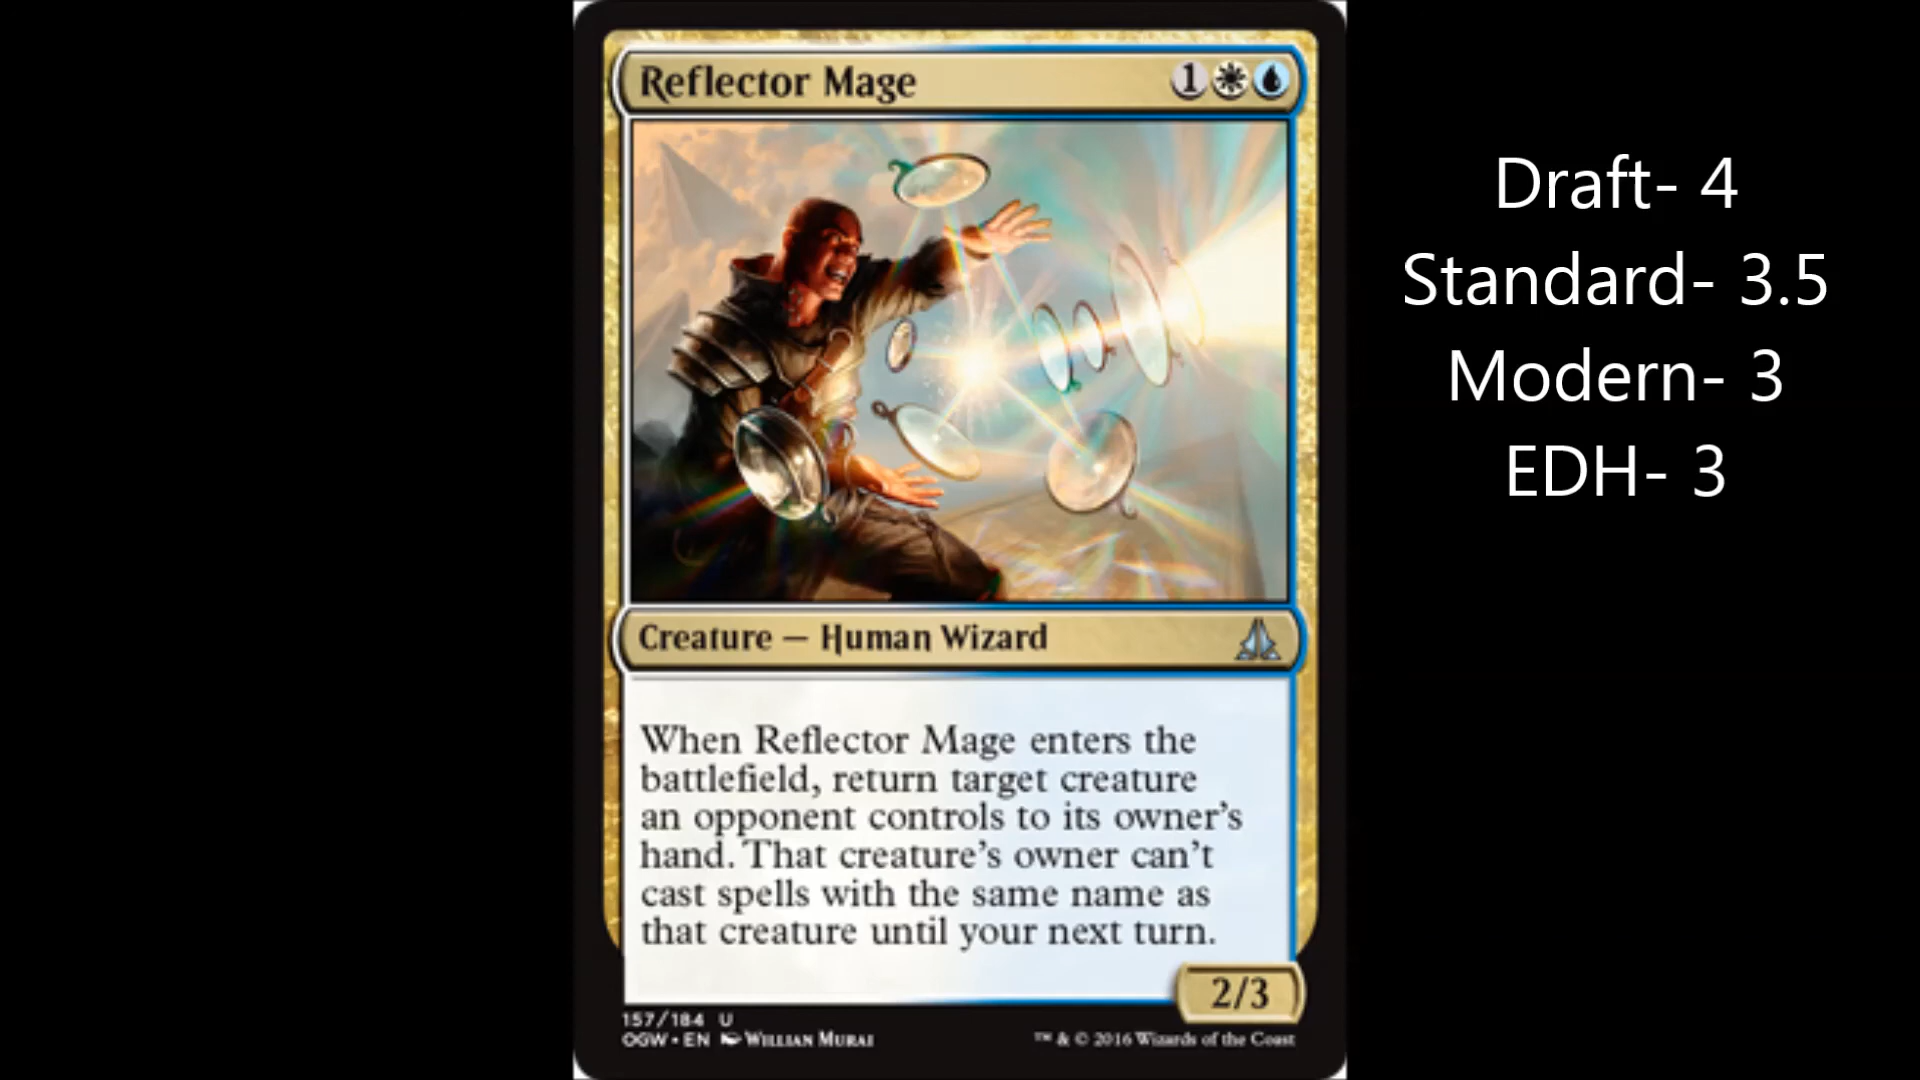 Reflector Mage 1
Creature — Human Wizard
When Reflector Mage enters the
battlefield, return target creature
an opponent controls to its owner's
hand. That creature's owner can't
cast spells with the same name as
that creature until your next turn.
2/3
157/184 U
OGW • EN Willian Murai
™ & © 2016 Wizards of the Coast
Draft- 4
Standard- 3.5
Modern- 3
EDH- 3